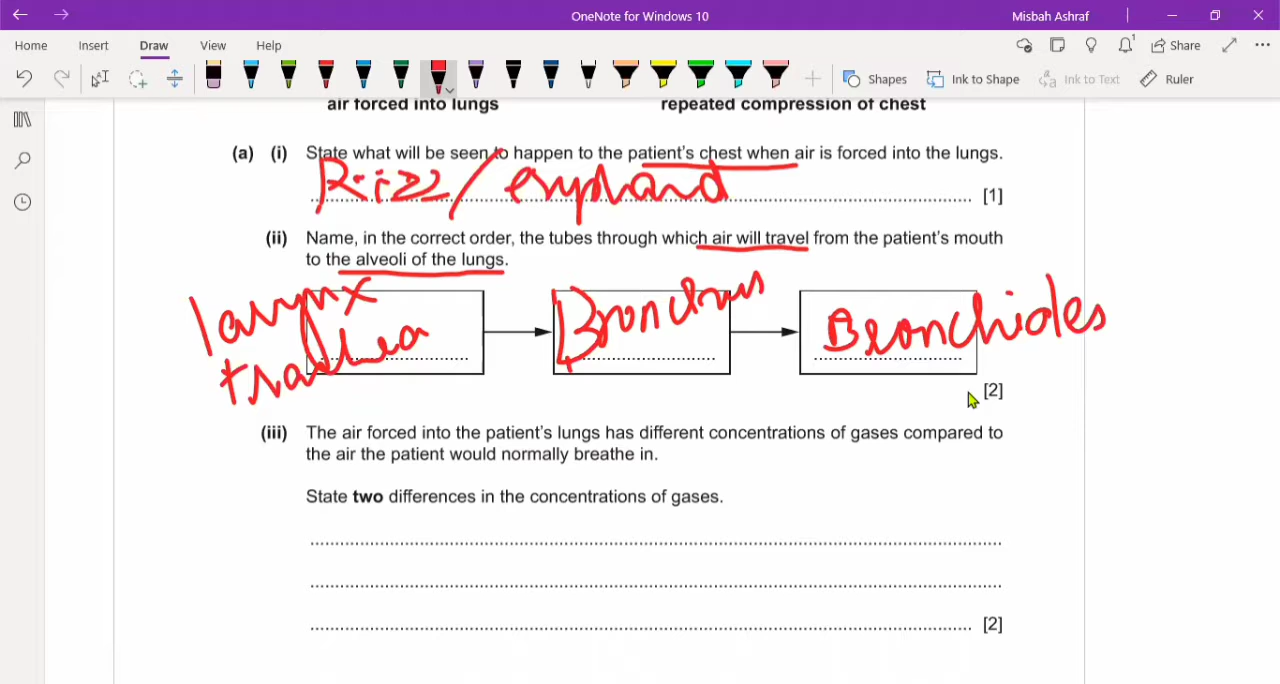 OneNote for Windows 10
Misbah Ashraf
Home Insert Draw View Help
Share
Shapes Ink to Shape Ink to Text Ruler
air forced into lungs repeated compression of chest
(a) (i) State what will be seen to happen to the patient's chest when air is forced into the lungs.
/
[1]
(ii) Name, in the correct order, the tubes through which air will travel from the patient's mouth
to the alveoli of the lungs.
larynx
trachea Bronchus Bronchioles
[2]
(iii) The air forced into the patient's lungs has different concentrations of gases compared to
the air the patient would normally breathe in.
State two differences in the concentrations of gases.
[2]